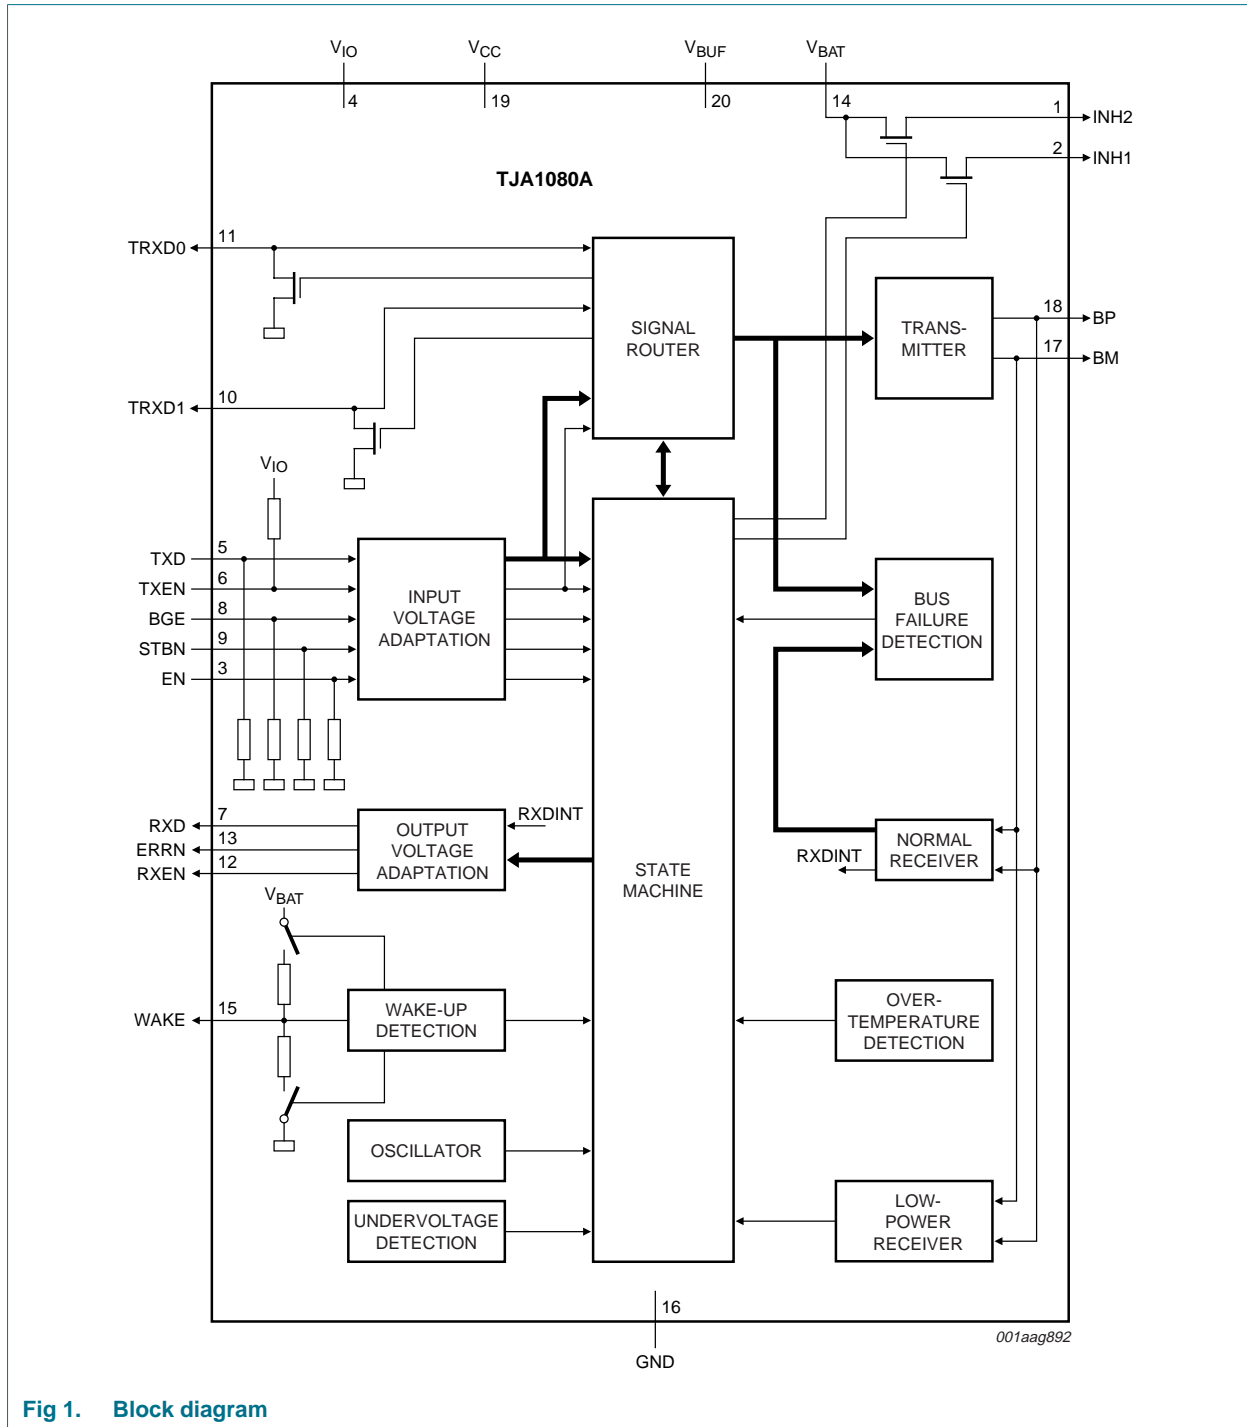 VIO
VCC
VBUF
VBAT
4
19
20
14
1
INH2
2
INH1
TJA1080A
TRXD0
11
SIGNAL
ROUTER
TRANS-
MITTER
18
BP
17
BM
TRXD1
10
VIO
TXD
5
TXEN
6
BGE
8
STBN
9
EN
3
INPUT
VOLTAGE
ADAPTATION
BUS
FAILURE
DETECTION
RXD
7
ERRN
13
RXEN
12
OUTPUT
VOLTAGE
ADAPTATION
RXDINT
STATE
MACHINE
RXDINT
NORMAL
RECEIVER
VBAT
WAKE
15
WAKE-UP
DETECTION
OVER-
TEMPERATURE
DETECTION
OSCILLATOR
UNDERVOLTAGE
DETECTION
LOW-
POWER
RECEIVER
16
GND
001aag892
Fig 1. Block diagram